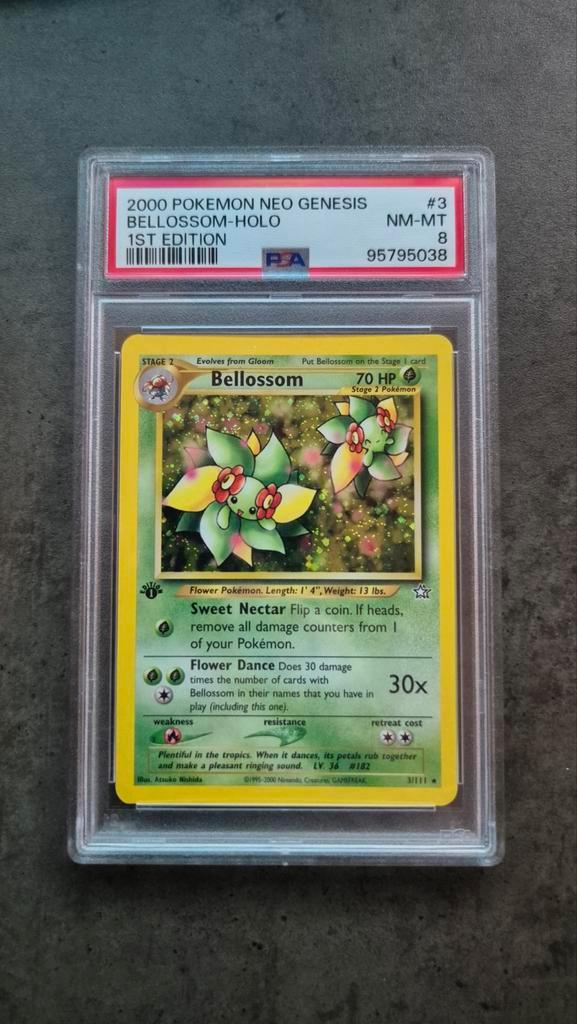 2000 POKEMON NEO GENESIS #3
BELLOSSOM-HOLO NM-MT
1ST EDITION 8
PSA 95795038
STAGE 2 Evolves from Gloom Put Bellossom on the Stage 1 card
Bellossom 70 HP
Stage 2 Pokémon
EDITION
1
Flower Pokémon. Length: 1' 4", Weight: 13 lbs.
Sweet Nectar Flip a coin. If heads,
remove all damage counters from 1
of your Pokémon.
Flower Dance Does 30 damage
times the number of cards with
Bellossom in their names that you have in
play (including this one).
30x
weakness resistance retreat cost
Plentiful in the tropics. When it dances, its petals rub together
and make a pleasant ringing sound. LV. 36 #182
Illus. Atsuko Nishida ©1995-2000 Nintendo, Creatures, GAMEFREAK. 3/111 ★